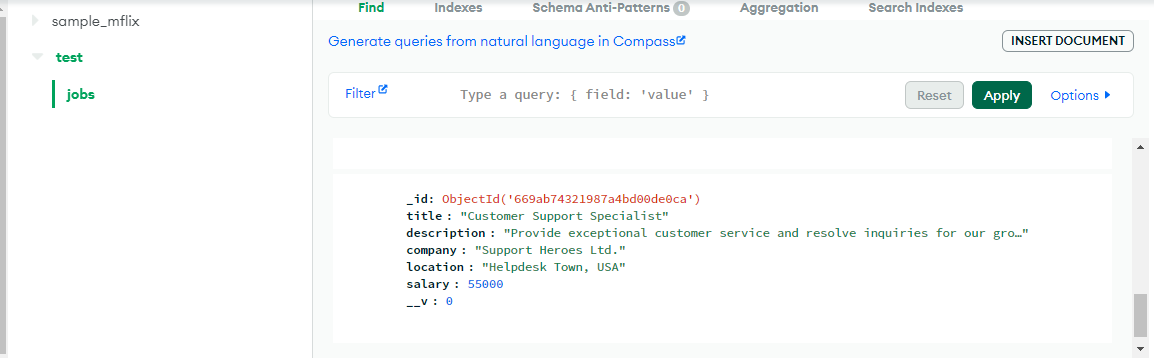 sample_mflix
test
jobs
Find Indexes Schema Anti-Patterns 0 Aggregation Search Indexes
Generate queries from natural language in Compass
INSERT DOCUMENT
Filter Type a query: { field: 'value' } Reset Apply Options
_id: ObjectId('669ab74321987a4bd00de0ca')
title : "Customer Support Specialist"
description : "Provide exceptional customer service and resolve inquiries for our gro…"
company : "Support Heroes Ltd."
location : "Helpdesk Town, USA"
salary : 55000
__v : 0